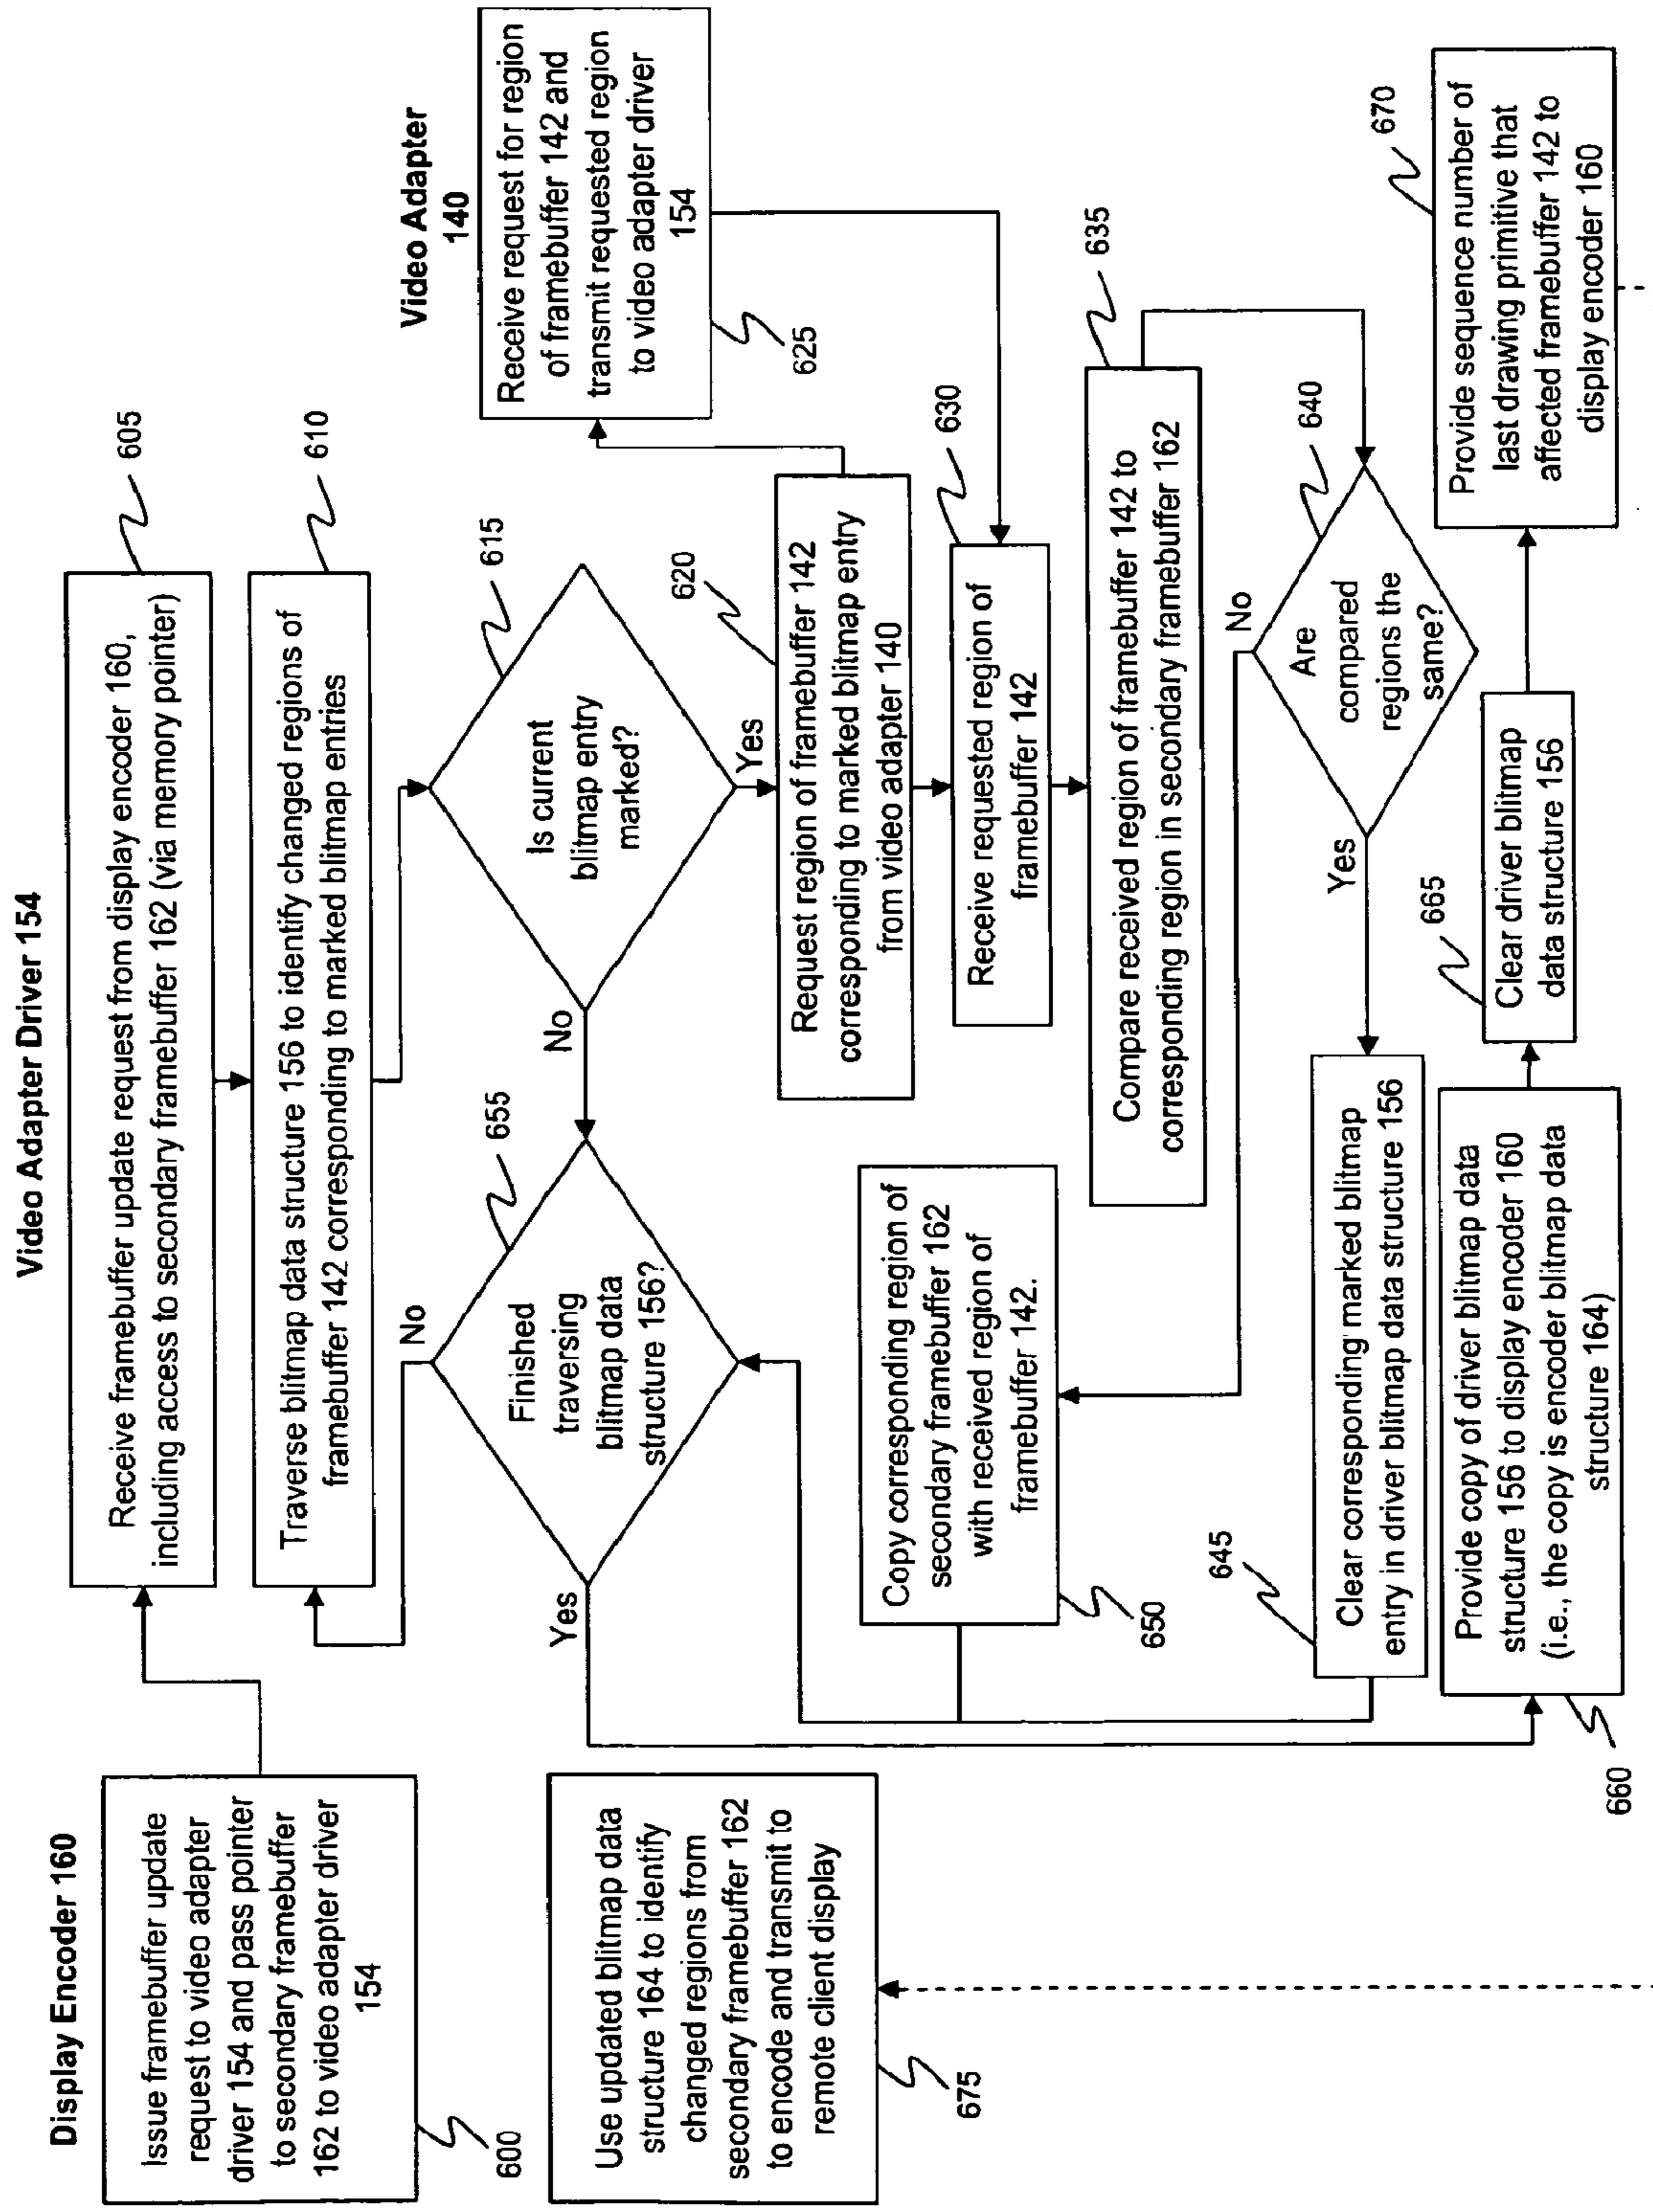 Display Encoder 160
Video Adapter Driver 154
Video Adapter
140
Issue framebuffer update
request to video adapter
driver 154 and pass pointer
to secondary framebuffer
162 to video adapter driver
154
600
Receive framebuffer update request from display encoder 160,
including access to secondary framebuffer 162 (via memory pointer)
605
Traverse blitmap data structure 156 to identify changed regions of
framebuffer 142 corresponding to marked blitmap entries
610
Is current
blitmap entry
marked?
615
No
Yes
Request region of framebuffer 142
corresponding to marked blitmap entry
from video adapter 140
620
Receive request for region
of framebuffer 142 and
transmit requested region
to video adapter driver
154
625
Receive requested region of
framebuffer 142
630
Compare received region of framebuffer 142 to
corresponding region in secondary framebuffer 162
635
Are
compared
regions the
same?
640
No
Yes
Clear corresponding marked blitmap
entry in driver blitmap data structure 156
645
Copy corresponding region of
secondary framebuffer 162
with received region of
framebuffer 142.
650
Finished
traversing
blitmap data
structure 156?
655
No
Yes
Provide copy of driver blitmap data
structure 156 to display encoder 160
(i.e., the copy is encoder blitmap data
structure 164)
660
Clear driver blitmap
data structure 156
665
Provide sequence number of
last drawing primitive that
affected framebuffer 142 to
display encoder 160
670
Use updated blitmap data
structure 164 to identify
changed regions from
secondary framebuffer 162
to encode and transmit to
remote client display
675